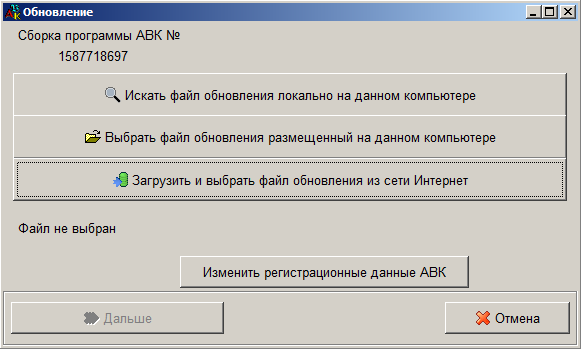 Обновление
Сборка программы АВК №
1587718697
Искать файл обновления локально на данном компьютере
Выбрать файл обновления размещенный на данном компьютере
Загрузить и выбрать файл обновления из сети Интернет
Файл не выбран
Изменить регистрационные данные АВК
Дальше
Отмена